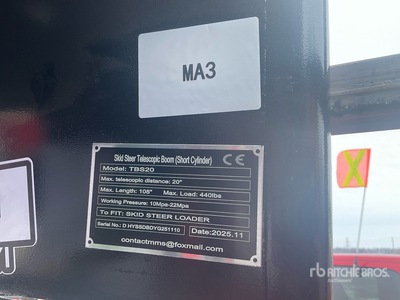 MA3
Skid Steer Telescopic Boom (Short Cylinder) CE
Model: TBS20
Max. telescopic distance: 20"
Max. Length: 108" Max. Load: 440lbs
Working Pressure: 10Mpa-22Mpa
To FIT: SKID STEER LOADER
Serial No.: D HYSSDBDYG251110 Date: 2025.11
contactmms@foxmail.com
rb RITCHIE BROS.